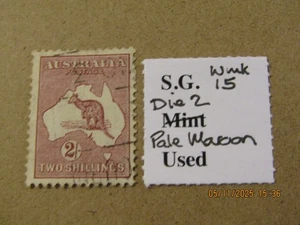 AUSTRALIA
POSTAGE
2/-
TWO SHILLINGS
S.G. Wmk
15
Die 2
Mint
Pale Maroon
Used
05/11/2025 15:36